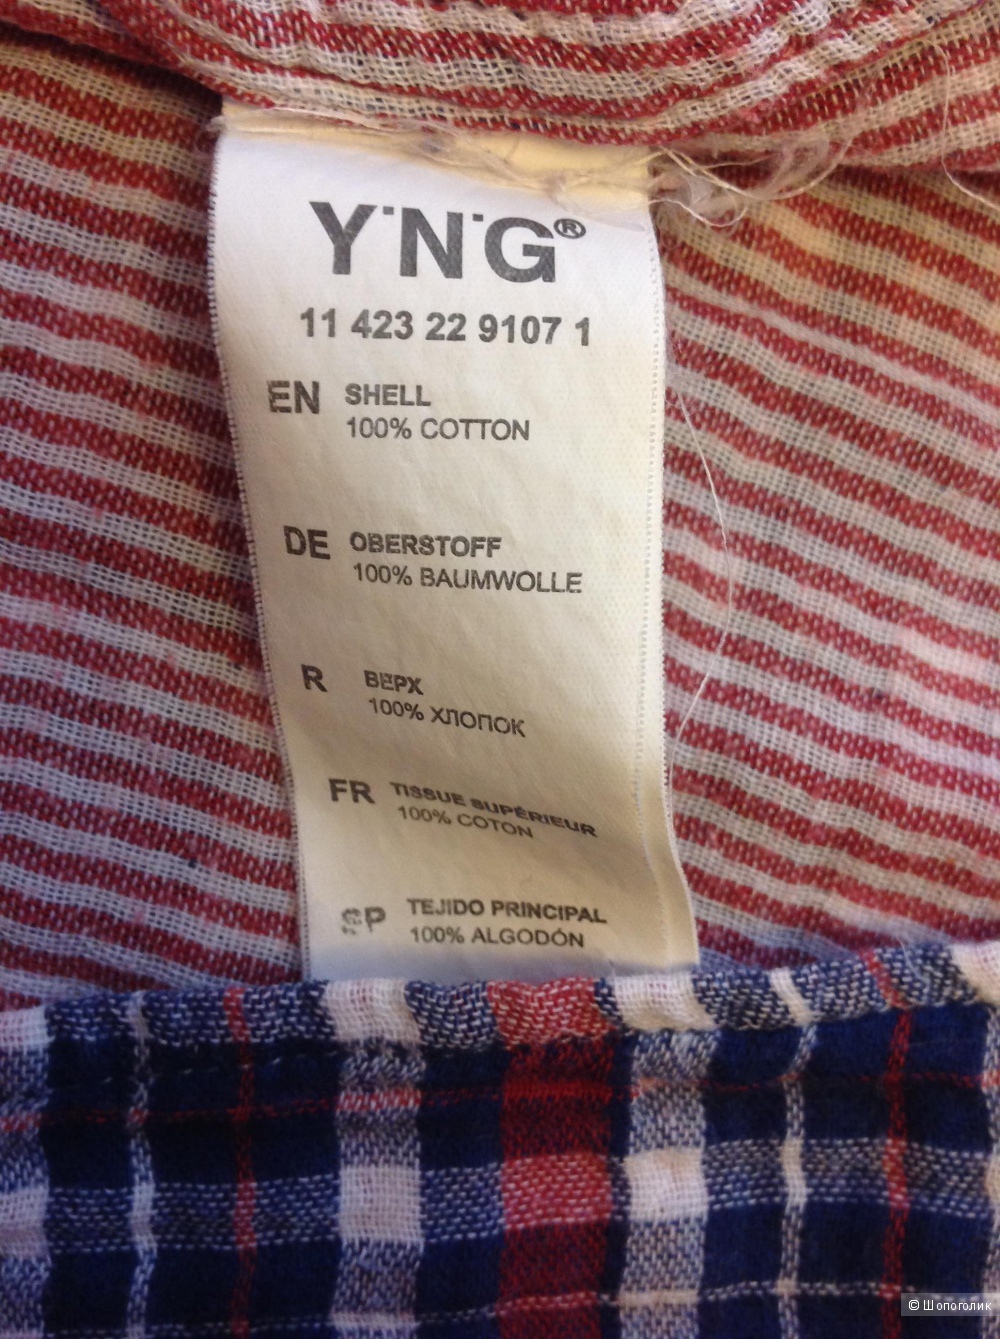 Y·N·G®
11 423 22 9107 1
EN SHELL
100% COTTON
DE OBERSTOFF
100% BAUMWOLLE
R ВЕРХ
100% ХЛОПОК
FR TISSUE SUPÉRIEUR
100% COTON
SP TEJIDO PRINCIPAL
100% ALGODÓN
© Шопоголик